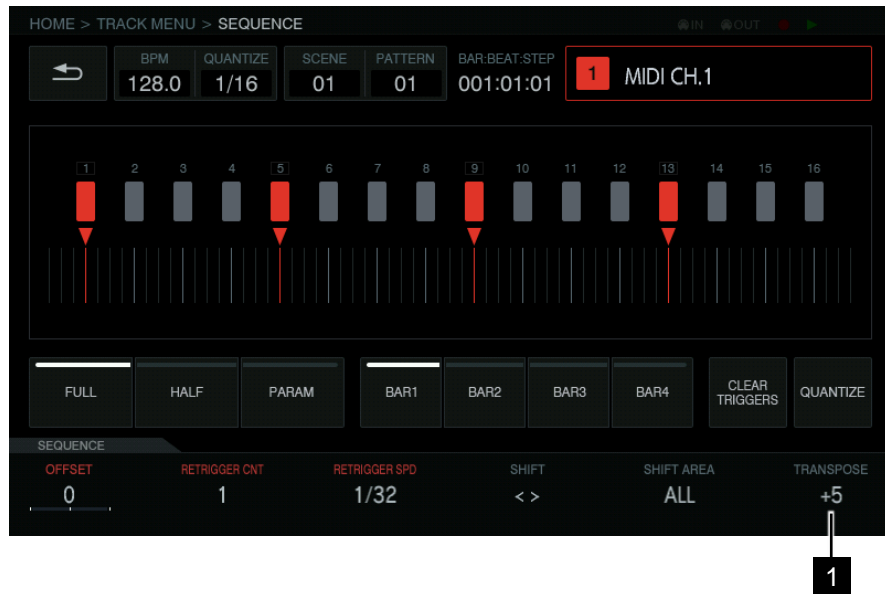 HOME > TRACK MENU > SEQUENCE IN OUT
BPM QUANTIZE SCENE PATTERN BAR:BEAT:STEP
128.0 1/16 01 01 001:01:01 1 MIDI CH.1
1 2 3 4 5 6 7 8 9 10 11 12 13 14 15 16
FULL HALF PARAM BAR1 BAR2 BAR3 BAR4 CLEAR TRIGGERS QUANTIZE
SEQUENCE
OFFSET RETRIGGER CNT RETRIGGER SPD SHIFT SHIFT AREA TRANSPOSE
0 1 1/32 < > ALL +5
1